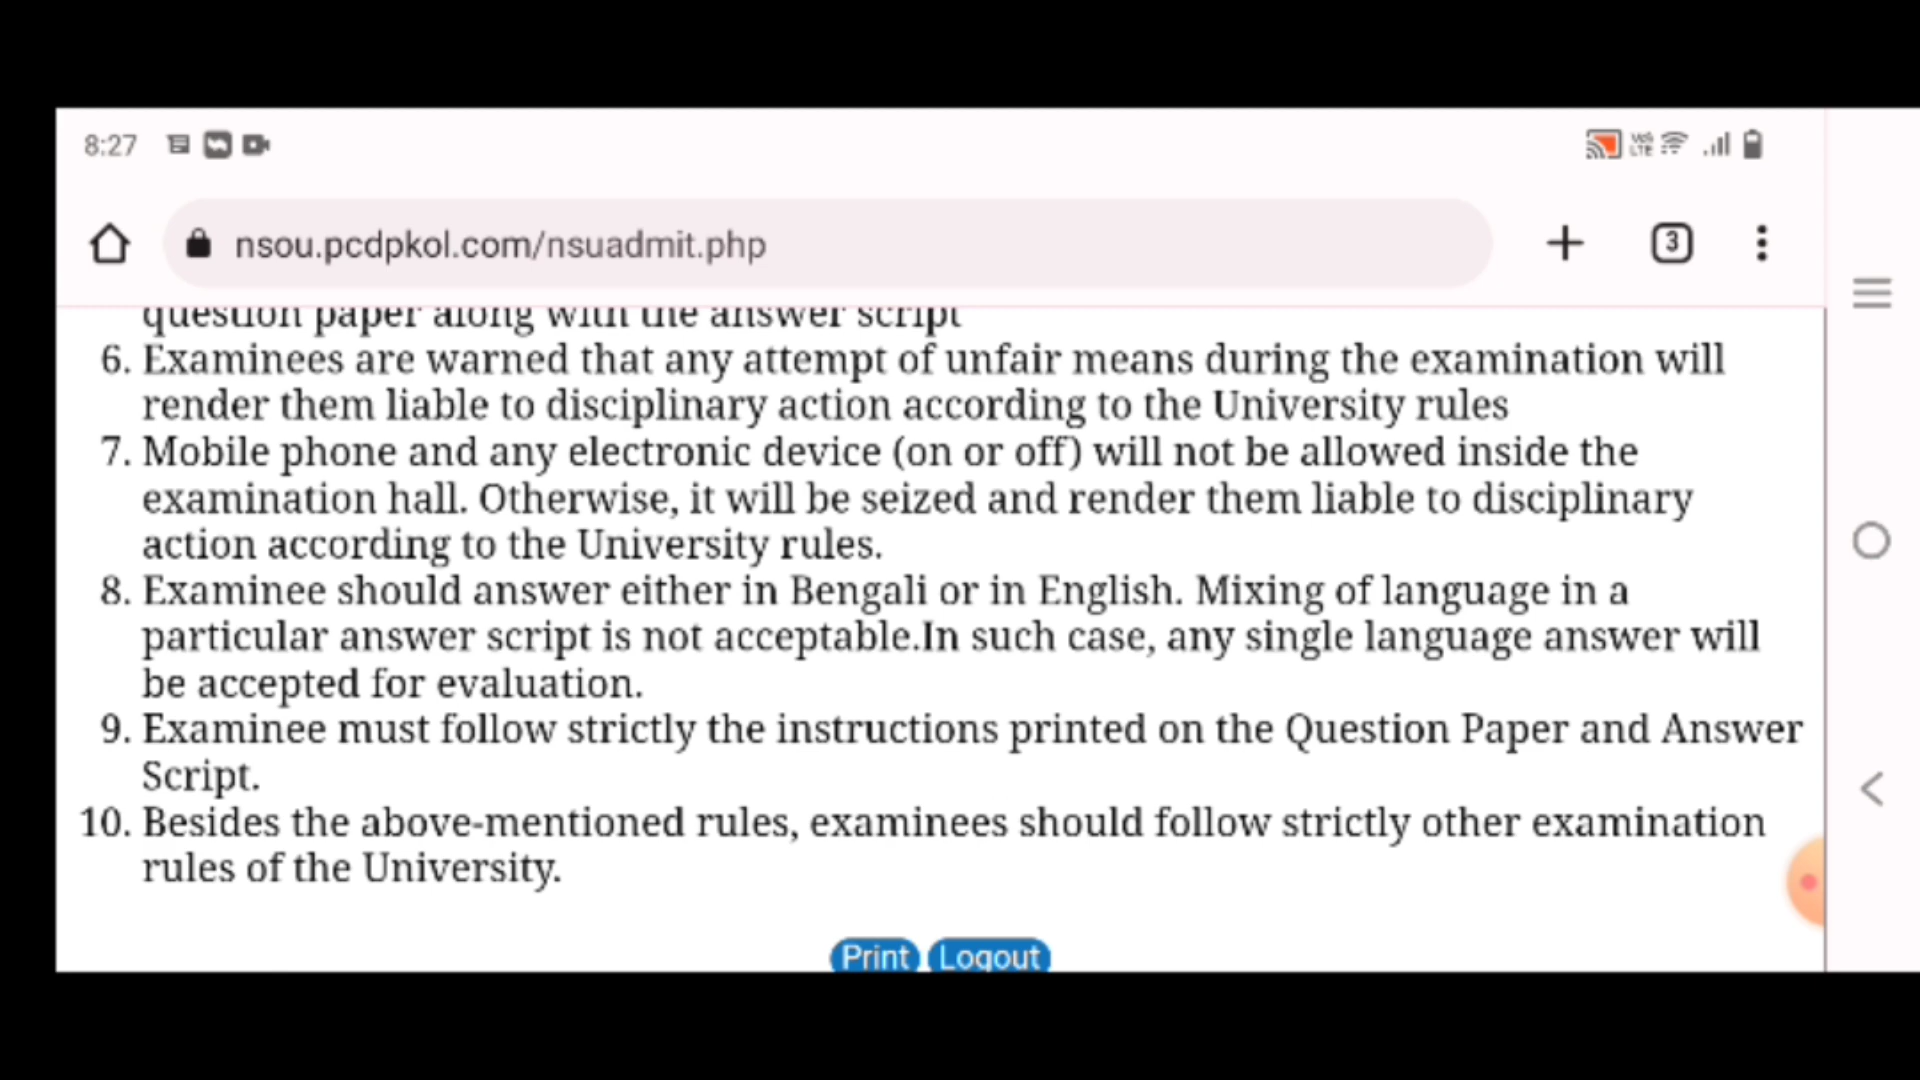 8:27
Vo5 LTE
nsou.pcdpkol.com/nsuadmit.php
3
question paper along with the answer script
6. Examinees are warned that any attempt of unfair means during the examination will
render them liable to disciplinary action according to the University rules
7. Mobile phone and any electronic device (on or off) will not be allowed inside the
examination hall. Otherwise, it will be seized and render them liable to disciplinary
action according to the University rules.
8. Examinee should answer either in Bengali or in English. Mixing of language in a
particular answer script is not acceptable.In such case, any single language answer will
be accepted for evaluation.
9. Examinee must follow strictly the instructions printed on the Question Paper and Answer
Script.
10. Besides the above-mentioned rules, examinees should follow strictly other examination
rules of the University.
Print Logout